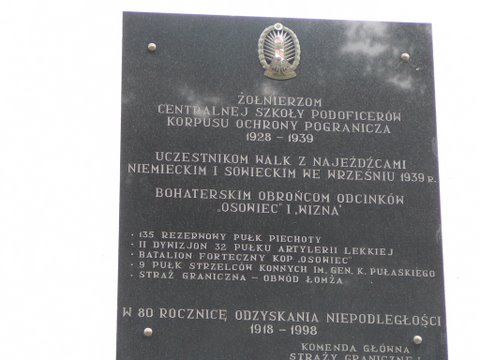 ŻOŁNIERZOM
CENTRALNEJ SZKOŁY PODOFICERÓW
KORPUSU OCHRONY POGRANICZA
1928 - 1939
UCZESTNIKOM WALK Z NAJEŹDŹCAMI
NIEMIECKIM I SOWIECKIM WE WRZEŚNIU 1939 R.
BOHATERSKIM OBROŃCOM ODCINKÓW
„OSOWIEC" I „WIZNA"
· 135 REZERWOWY PUŁK PIECHOTY
· II DYWIZJON 32 PUŁKU ARTYLERII LEKKIEJ
· BATALION FORTECZNY KOP „OSOWIEC"
· 9 PUŁK STRZELCÓW KONNYCH IM. GEN. K. PUŁASKIEGO
· STRAŻ GRANICZNA - OBWÓD ŁOMŻA
W 80 ROCZNICĘ ODZYSKANIA NIEPODLEGŁOŚCI
1918 - 1998
KOMENDA GŁÓWNA
STRAŻY GRANICZNEJ